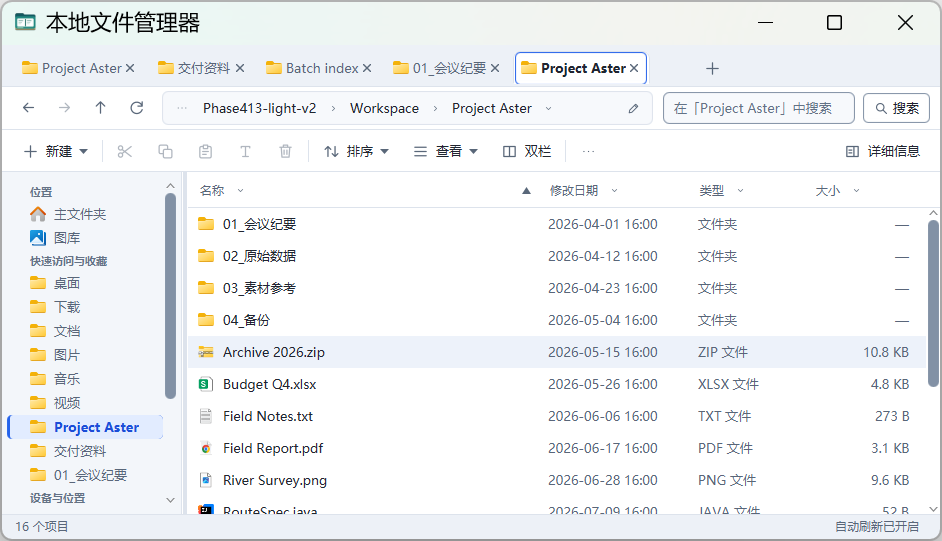 本地文件管理器
Project Aster 交付资料 Batch index 01_会议纪要 Project Aster
Phase413-light-v2 Workspace Project Aster 在「Project Aster」中搜索 搜索
新建 排序 查看 双栏 ... 详细信息
位置
主文件夹
图库
快速访问与收藏
桌面
下载
文档
图片
音乐
视频
Project Aster
交付资料
01_会议纪要
设备与位置
名称 修改日期 类型 大小
01_会议纪要 2026-04-01 16:00 文件夹 —
02_原始数据 2026-04-12 16:00 文件夹 —
03_素材参考 2026-04-23 16:00 文件夹 —
04_备份 2026-05-04 16:00 文件夹 —
Archive 2026.zip 2026-05-15 16:00 ZIP 文件 10.8 KB
Budget Q4.xlsx 2026-05-26 16:00 XLSX 文件 4.8 KB
Field Notes.txt 2026-06-06 16:00 TXT 文件 273 B
Field Report.pdf 2026-06-17 16:00 PDF 文件 3.1 KB
River Survey.png 2026-06-28 16:00 PNG 文件 9.6 KB
RouteSpec.java 2026-07-09 16:00 JAVA 文件 52 B
16 个项目 自动刷新已开启